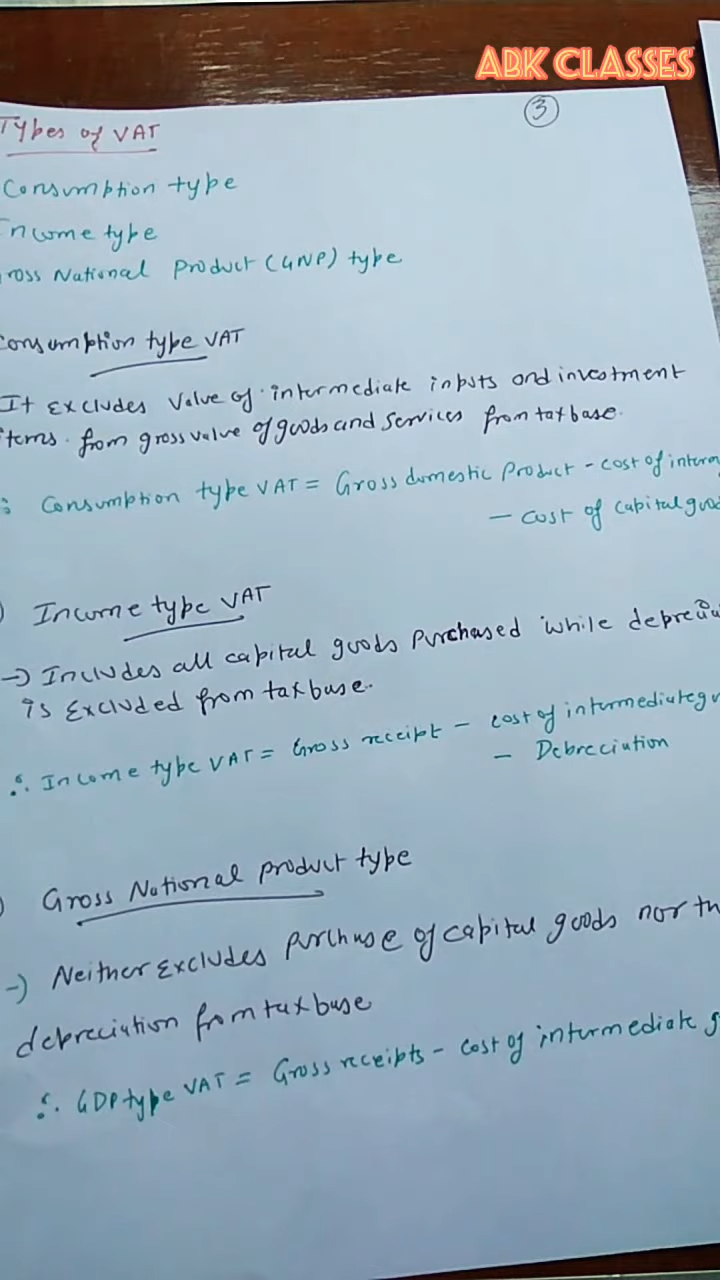 ABK CLASSES
3
Types of VAT
Consumption type
Income type
Gross National Product (GNP) type
Consumption type VAT
It excludes value of intermediate inputs and investment
items from gross value of goods and services from tax base.
: Consumption type VAT = Gross domestic product - cost of interm
- cost of capital good
) Income type VAT
-> Includes all capital goods purchased while
is excluded from tax base.
∴ Income type VAT = Gross receipt - cost of intermediate g
- Depreciation
) Gross National product type
-> Neither excludes purchase of capital goods nor th
depreciation from tax base
∴ GDP type VAT = Gross receipts - cost of intermediate g